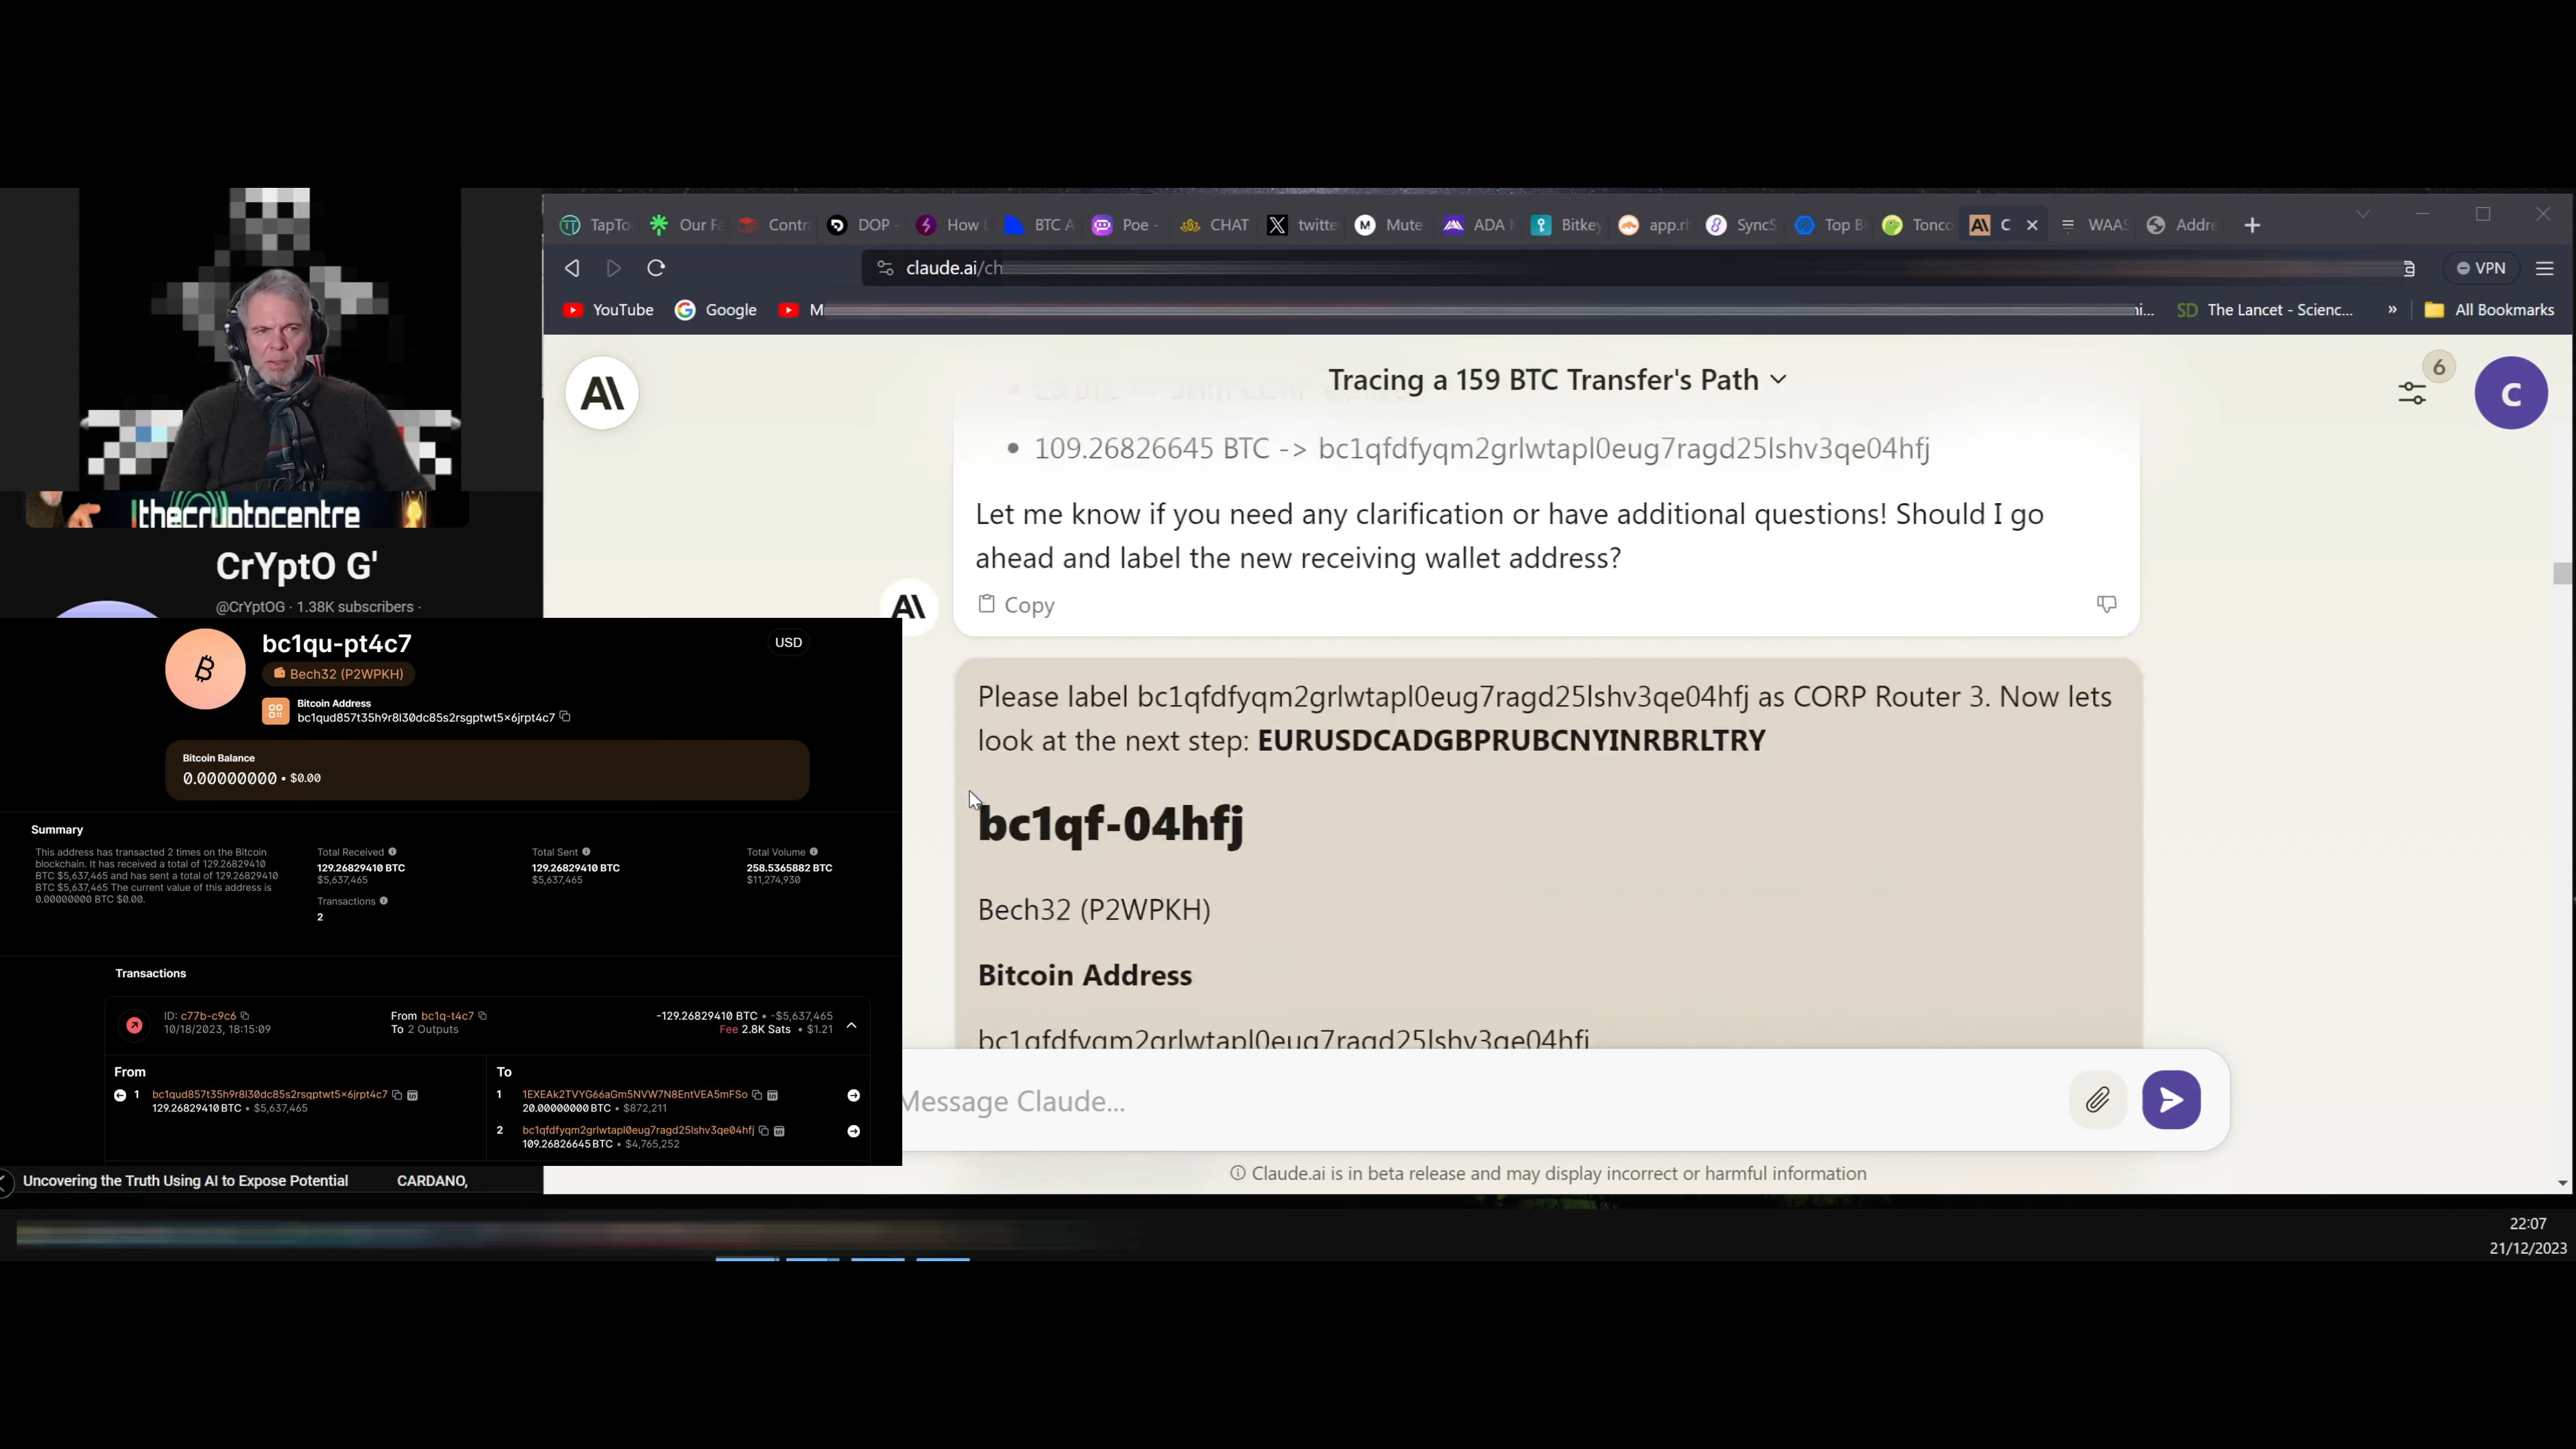 TapTo
Our Fa
Contr
DOP -
How
BTC A
Poe -
CHAT
twitte
Mute
ADA
Bitkey
app.r
SyncS
Top B
Tonco
C
WAAS
Addre
claude.ai/ch
VPN
YouTube
Google
M
The Lancet - Scienc...
»
All Bookmarks
Tracing a 159 BTC Transfer's Path
6
C
• 109.26826645 BTC -> bc1qfdfyqm2grlwtapl0eug7ragd25lshv3qe04hfj
Let me know if you need any clarification or have additional questions! Should I go
ahead and label the new receiving wallet address?
Copy
Please label bc1qfdfyqm2grlwtapl0eug7ragd25lshv3qe04hfj as CORP Router 3. Now lets
look at the next step: EURUSDCADGBPRUBCNYINRBRLTRY
bc1qf-04hfj
Bech32 (P2WPKH)
Bitcoin Address
bc1qfdfyqm2grlwtapl0eug7ragd25lshv3qe04hfj
Message Claude...
Claude.ai is in beta release and may display incorrect or harmful information
thecryptocentre
CrYptO G'
@CrYptOG · 1.38K subscribers ·
bc1qu-pt4c7
USD
Bech32 (P2WPKH)
Bitcoin Address
bc1qud857t35h9r8l30dc85s2rsgptwt5x6jrpt4c7
Bitcoin Balance
0.00000000 • $0.00
Summary
This address has transacted 2 times on the Bitcoin
blockchain. It has received a total of 129.26829410
BTC $5,637,465 and has sent a total of 129.26829410
BTC $5,637,465 The current value of this address is
0.00000000 BTC $0.00.
Total Received
129.26829410 BTC
$5,637,465
Total Sent
129.26829410 BTC
$5,637,465
Total Volume
258.5365882 BTC
$11,274,930
Transactions
2
Transactions
ID: c77b-c9c6
10/18/2023, 18:15:09
From bc1q-t4c7
To 2 Outputs
-129.26829410 BTC • -$5,637,465
Fee 2.8K Sats • $1.21
From
1 bc1qud857t35h9r8l30dc85s2rsgptwt5x6jrpt4c7
129.26829410 BTC • $5,637,465
To
1 1EXEAk2TVYG66aGm5NVW7N8EntVEA5mFSo
20.00000000 BTC • $872,211
2 bc1qfdfyqm2grlwtapl0eug7ragd25lshv3qe04hfj
109.26826645 BTC • $4,765,252
Uncovering the Truth Using AI to Expose Potential
CARDANO,
22:07
21/12/2023